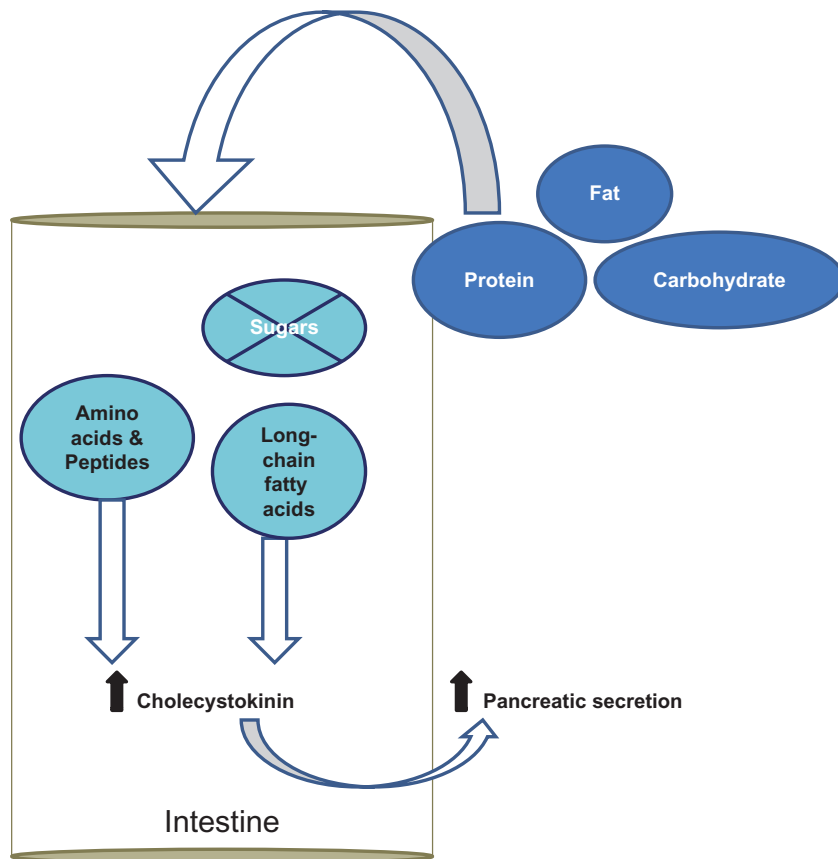 Fat
Protein
Carbohydrate
Sugars
Amino
acids &
Peptides
Long-
chain
fatty
acids
Cholecystokinin
Pancreatic secretion
Intestine